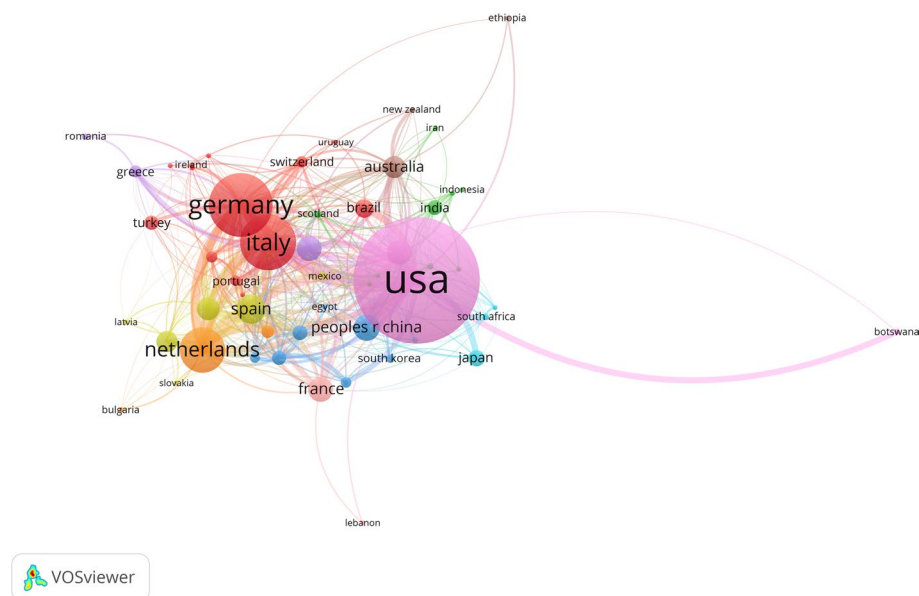 ethiopia
new zealand
iran
romania
uruguay
ireland
switzerland
australia
greece
indonesia
germany
scotland
brazil
india
turkey
italy
usa
portugal
mexico
spain
egypt
south africa
latvia
peoples r china
botswana
netherlands
south korea
japan
slovakia
france
bulgaria
lebanon
VOSviewer